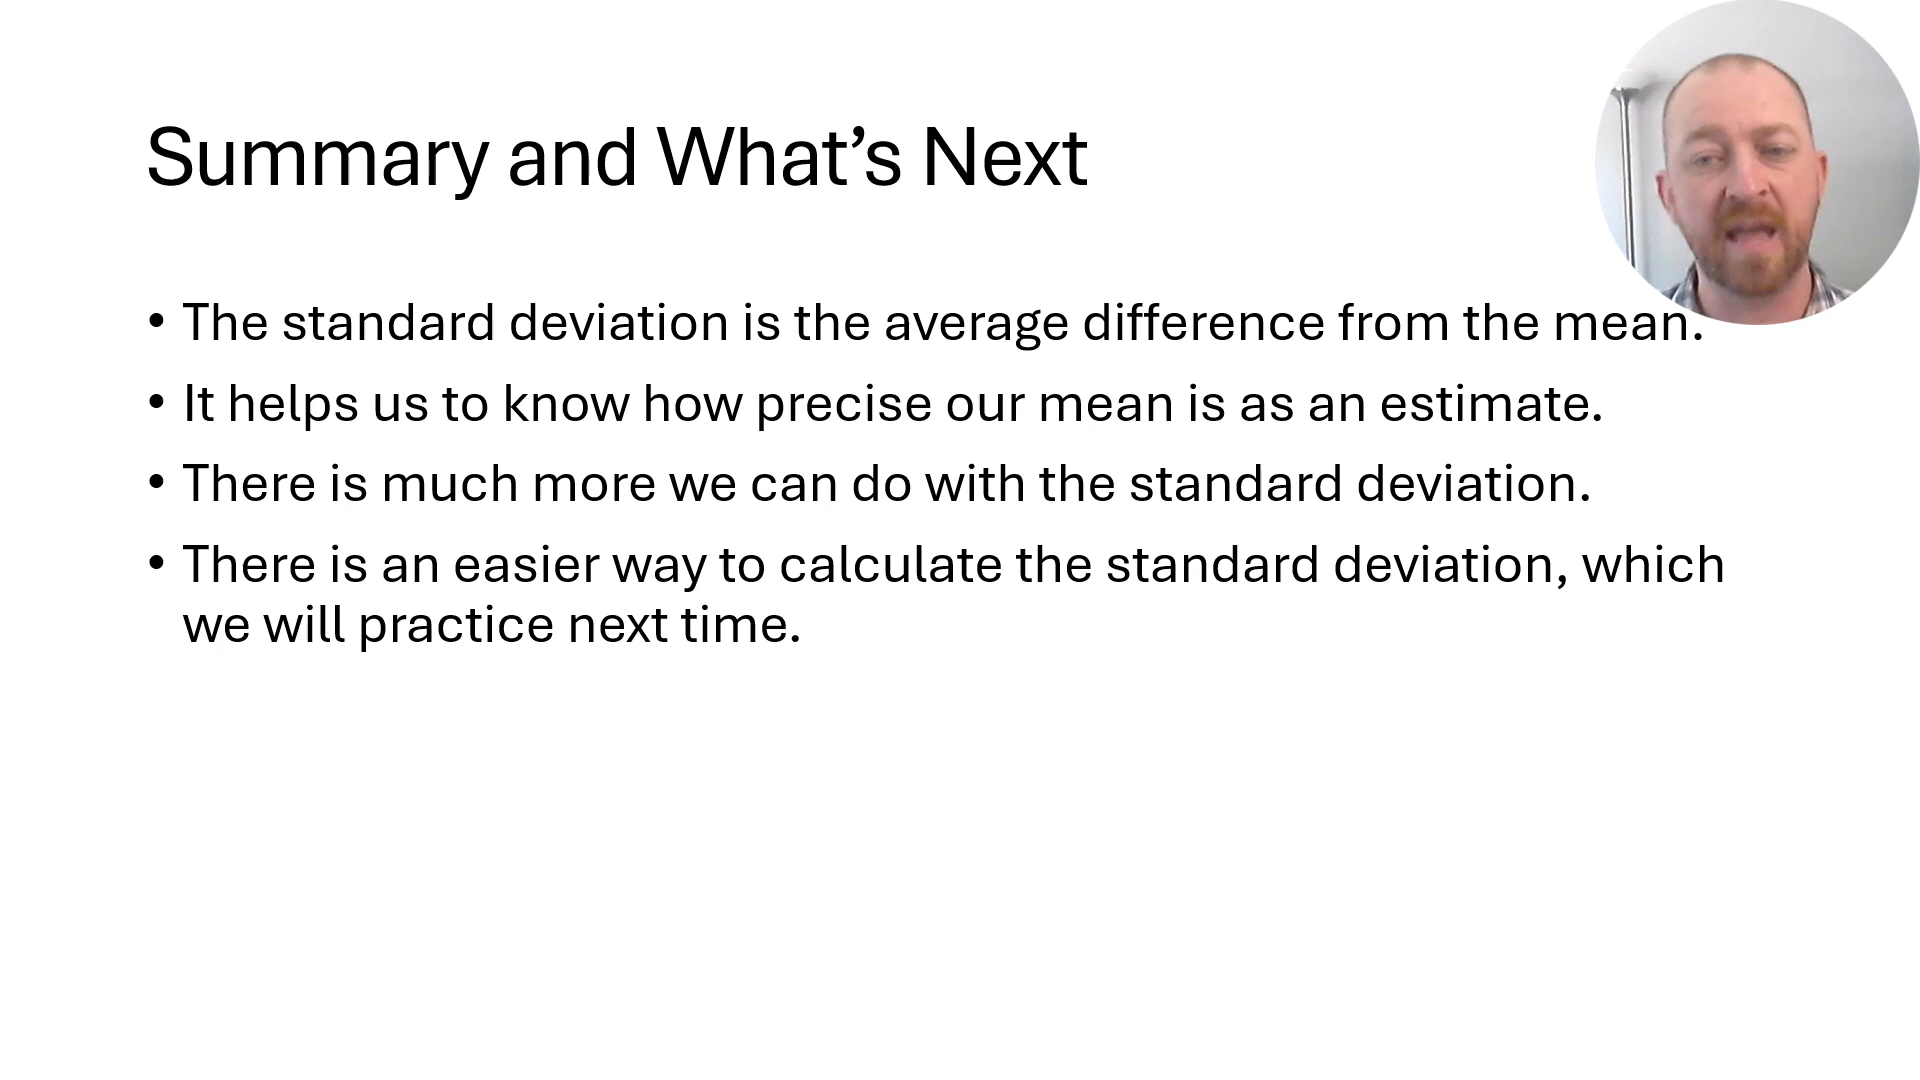 Summary and What’s Next
• The standard deviation is the average difference from the mean.
• It helps us to know how precise our mean is as an estimate.
• There is much more we can do with the standard deviation.
• There is an easier way to calculate the standard deviation, which
we will practice next time.